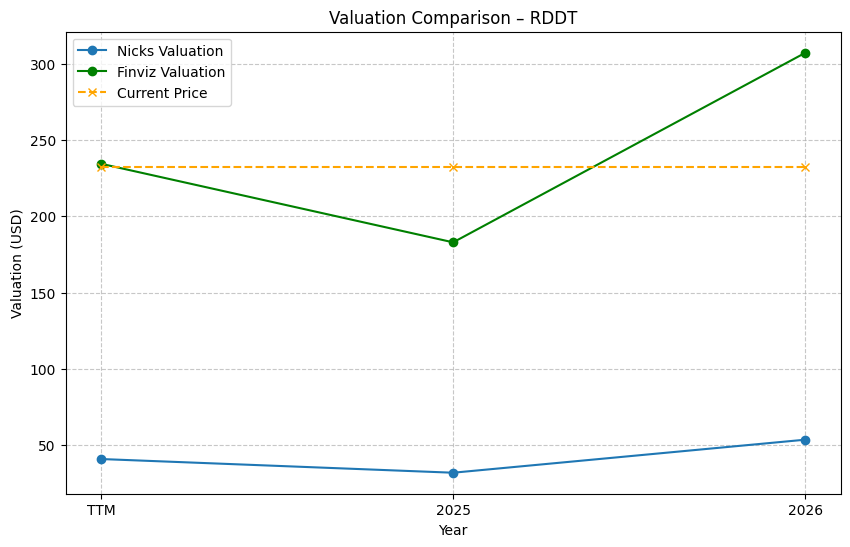 Valuation Comparison – RDDT
Nicks Valuation
Finviz Valuation
Current Price
Valuation (USD)
300
250
200
150
100
50
TTM
2025
2026
Year